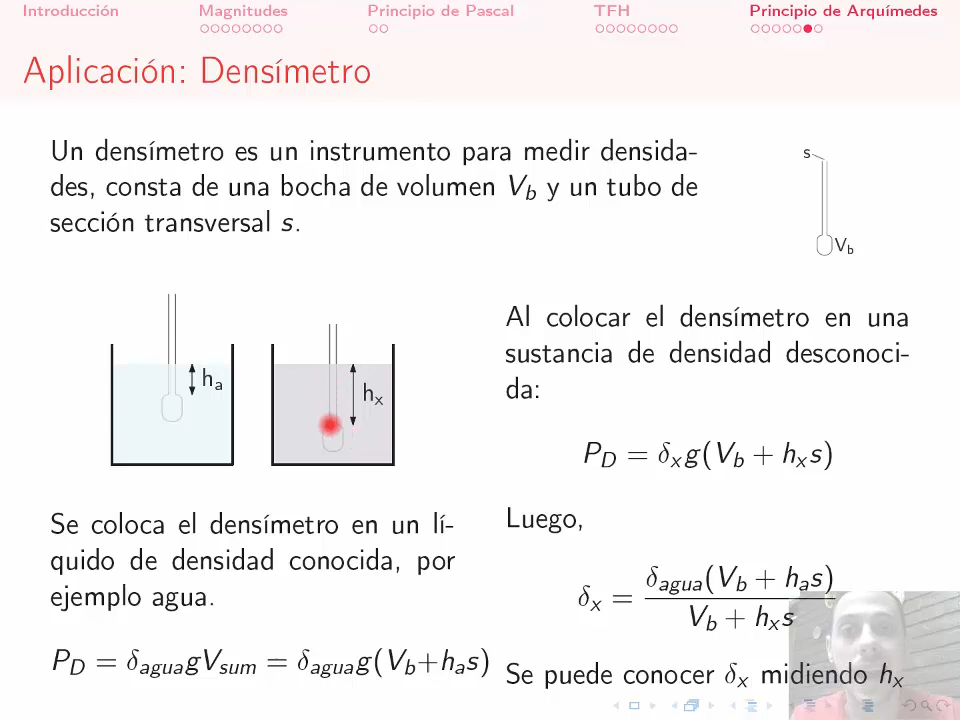 Introducción Magnitudes Principio de Pascal TFH Principio de Arquímedes
Aplicación: Densímetro
Un densímetro es un instrumento para medir densida-
des, consta de una bocha de volumen V_b y un tubo de
sección transversal s.
s
V_b
h_a
h_x
Se coloca el densímetro en un lí-
quido de densidad conocida, por
ejemplo agua.
P_D = δ_agua g V_sum = δ_agua g(V_b+h_a s)
Al colocar el densímetro en una
sustancia de densidad desconoci-
da:
P_D = δ_x g(V_b + h_x s)
Luego,
δ_x = δ_agua(V_b + h_a s) / V_b + h_x s
Se puede conocer δ_x midiendo h_x